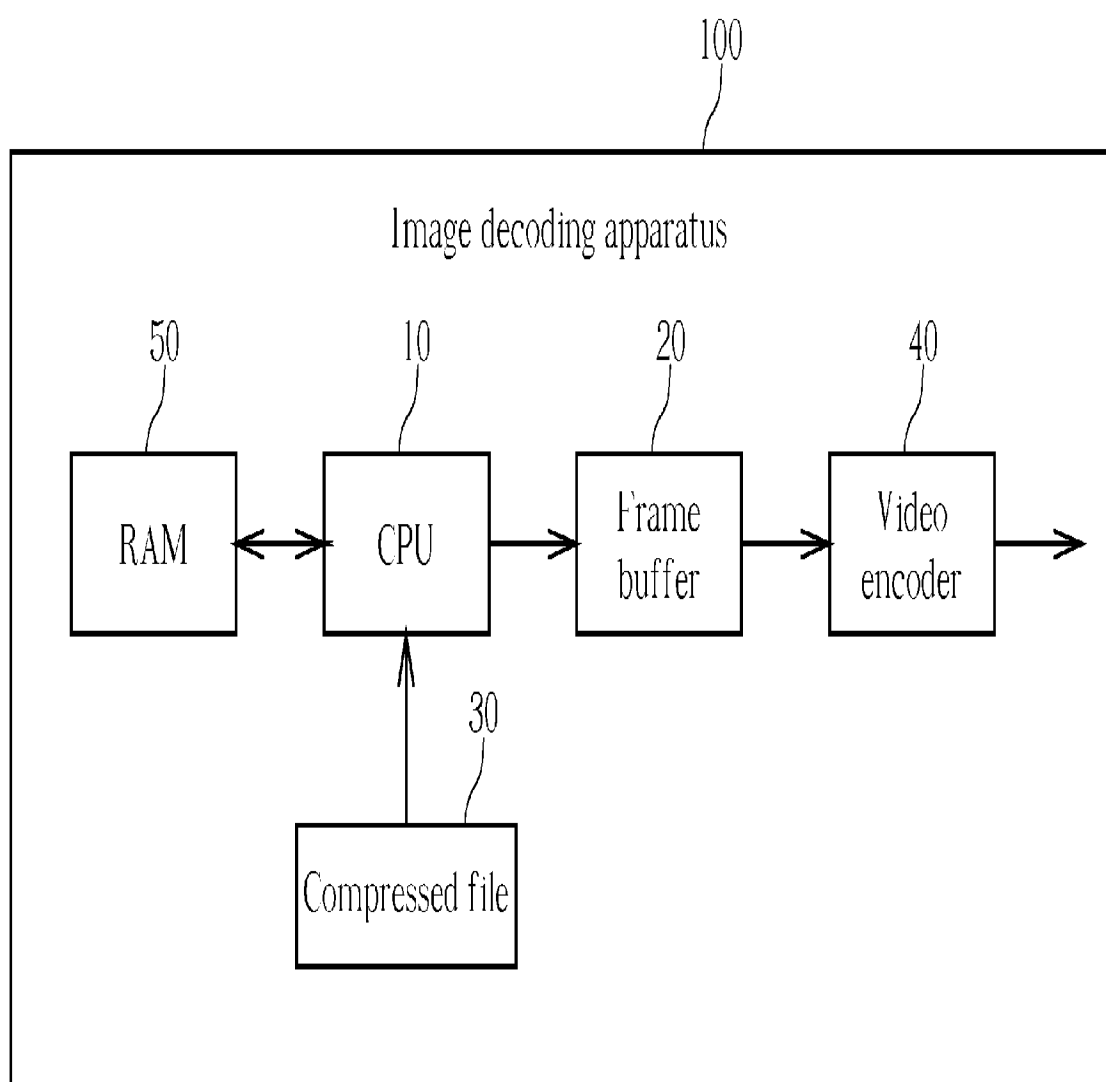 100
Image decoding apparatus
50
10
20
40
RAM
CPU
Frame
buffer
Video
encoder
30
Compressed file